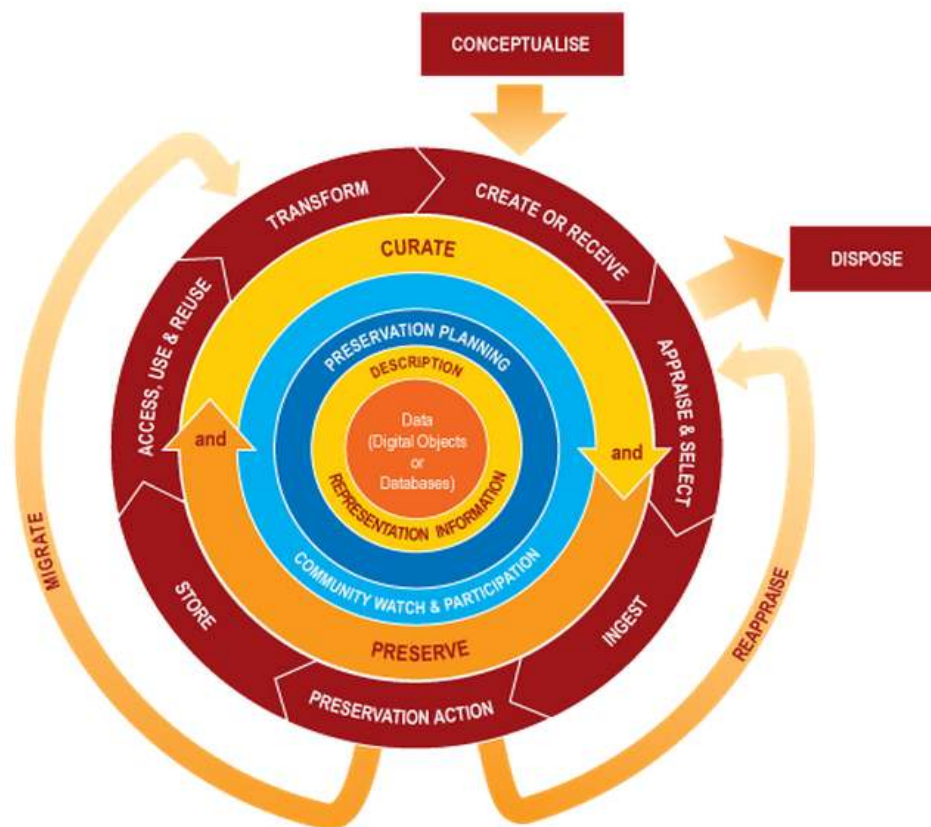 CONCEPTUALISE
TRANSFORM
CREATE OR RECEIVE
DISPOSE
CURATE
ACCESS, USE & REUSE
APPRAISE & SELECT
PRESERVATION PLANNING
DESCRIPTION
Data
(Digital Objects
or
Databases)
and
and
REPRESENTATION INFORMATION
COMMUNITY WATCH & PARTICIPATION
MIGRATE
STORE
INGEST
REAPPRAISE
PRESERVE
PRESERVATION ACTION